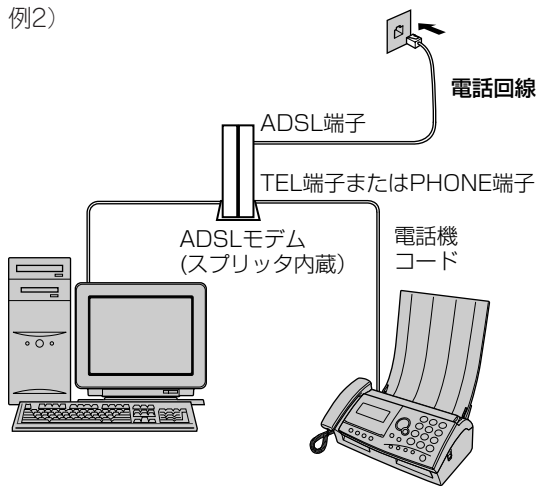 例2）
電話回線
ADSL端子
TEL端子またはPHONE端子
ADSLモデム
(スプリッタ内蔵）
電話機
コード